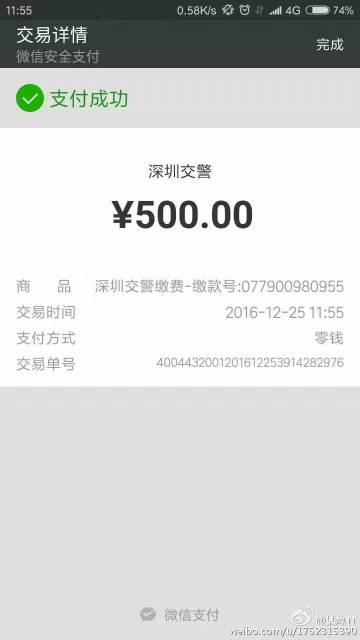 11:55 0.58K/s 4G 74%
交易详情
微信安全支付
完成
支付成功
深圳交警
¥500.00
商 品 深圳交警缴费-缴款号:077900980955
交易时间 2016-12-25 11:55
支付方式 零钱
交易单号 4004432001201612253914282976
微信支付
weibo.com/u/1752315390